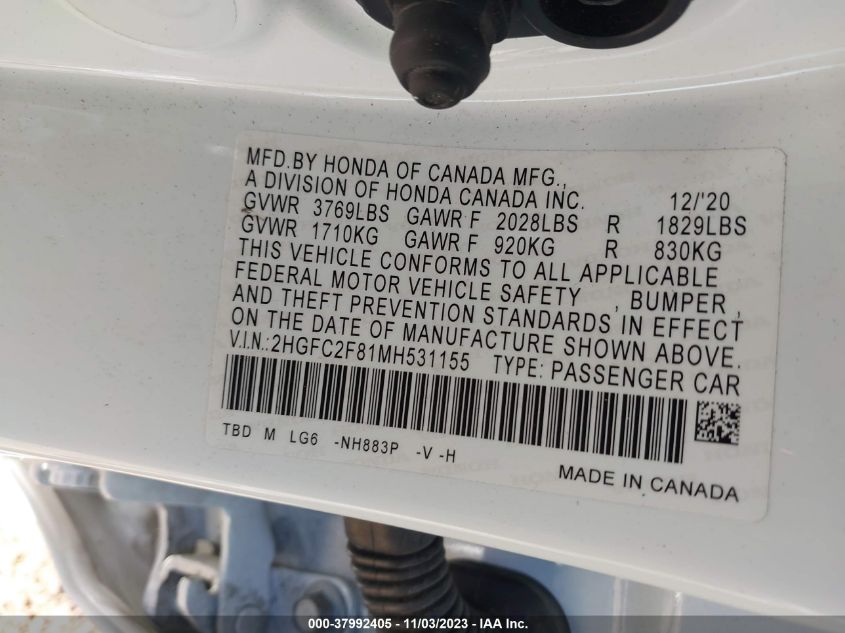 MFD.BY HONDA OF CANADA MFG.,
A DIVISION OF HONDA CANADA INC. 12/'20
GVWR 3769LBS GAWR F 2028LBS R 1829LBS
GVWR 1710KG GAWR F 920KG R 830KG
THIS VEHICLE CONFORMS TO ALL APPLICABLE
FEDERAL MOTOR VEHICLE SAFETY , BUMPER ,
AND THEFT PREVENTION STANDARDS IN EFFECT
ON THE DATE OF MANUFACTURE SHOWN ABOVE.
V.I.N.:2HGFC2F81MH531155 TYPE: PASSENGER CAR
TBD M LG6 -NH883P -V -H
MADE IN CANADA
000-37992405 - 11/03/2023 - Copyright IAA, Inc.